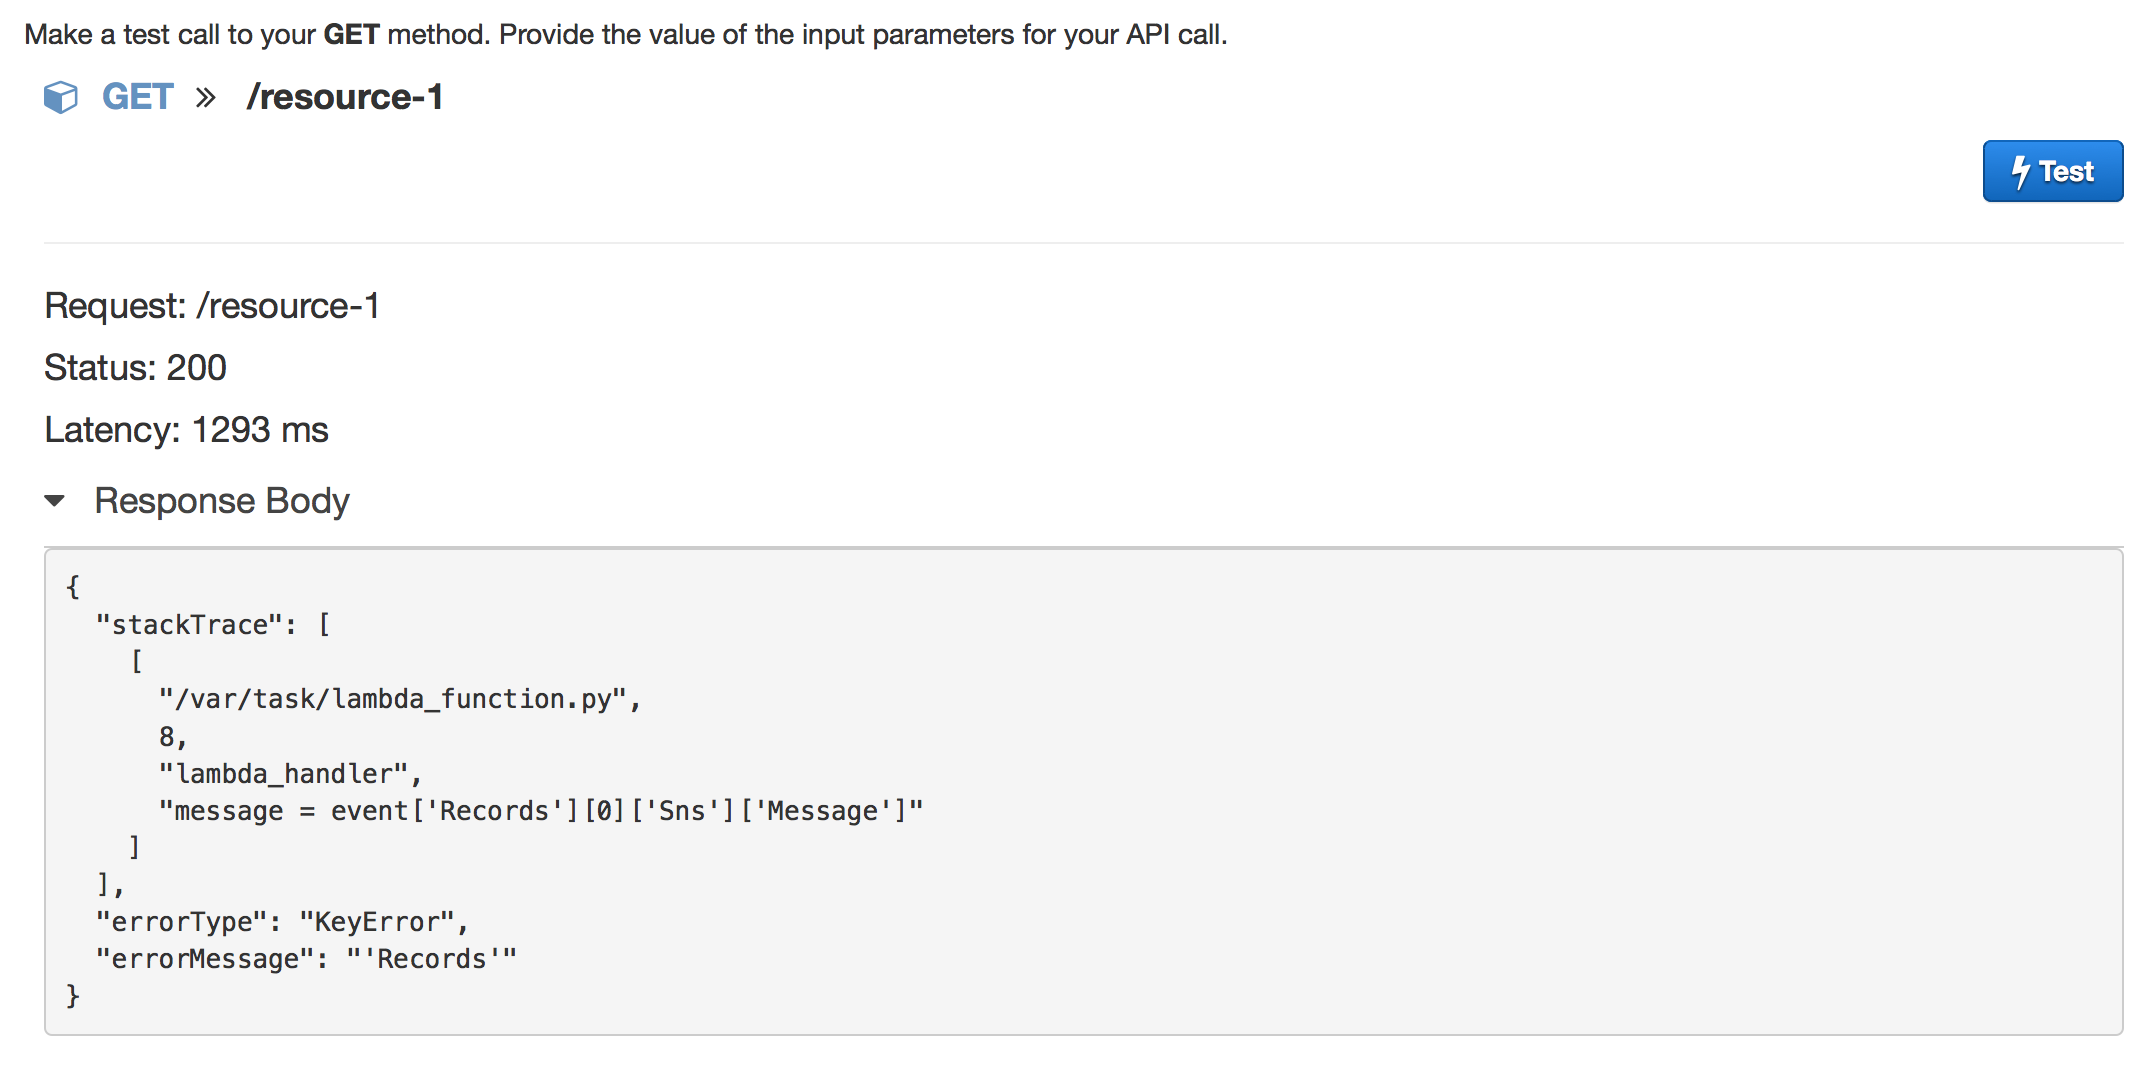 Make a test call to your GET method. Provide the value of the input parameters for your API call.
GET » /resource-1
Test
Request: /resource-1
Status: 200
Latency: 1293 ms
Response Body
{
  "stackTrace": [
    [
      "/var/task/lambda_function.py",
      8,
      "lambda_handler",
      "message = event['Records'][0]['Sns']['Message']"
    ]
  ],
  "errorType": "KeyError",
  "errorMessage": "'Records'"
}